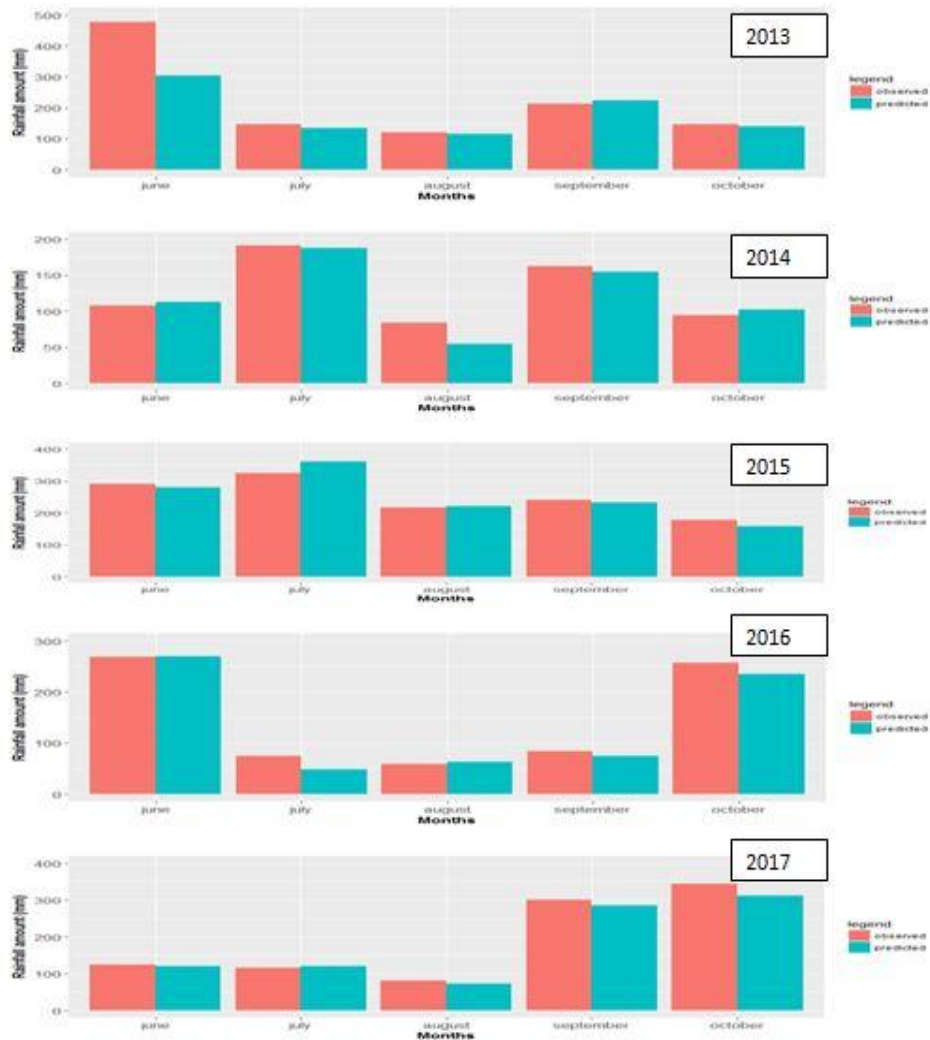 2013
Rainfall amount (mm)
500
400
300
200
100
0
june july august september october
Months
legend
observed
predicted
2014
Rainfall amount (mm)
200
150
100
50
0
june july august september october
Months
legend
observed
predicted
2015
Rainfall amount (mm)
400
300
200
100
0
june july august september october
Months
legend
observed
predicted
2016
Rainfall amount (mm)
300
200
100
0
june july august september october
Months
legend
observed
predicted
2017
Rainfall amount (mm)
400
300
200
100
0
june july august september october
Months
legend
observed
predicted